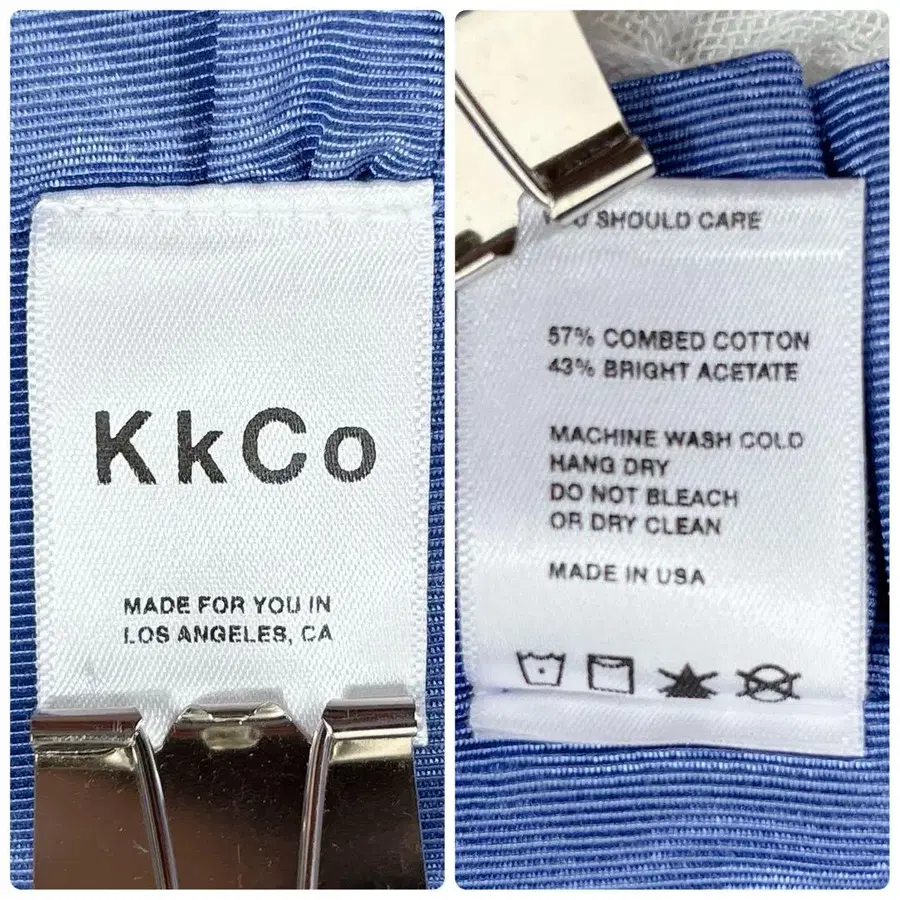 KkCo
MADE FOR YOU IN
LOS ANGELES, CA
YOU SHOULD CARE
57% COMBED COTTON
43% BRIGHT ACETATE
MACHINE WASH COLD
HANG DRY
DO NOT BLEACH
OR DRY CLEAN
MADE IN USA